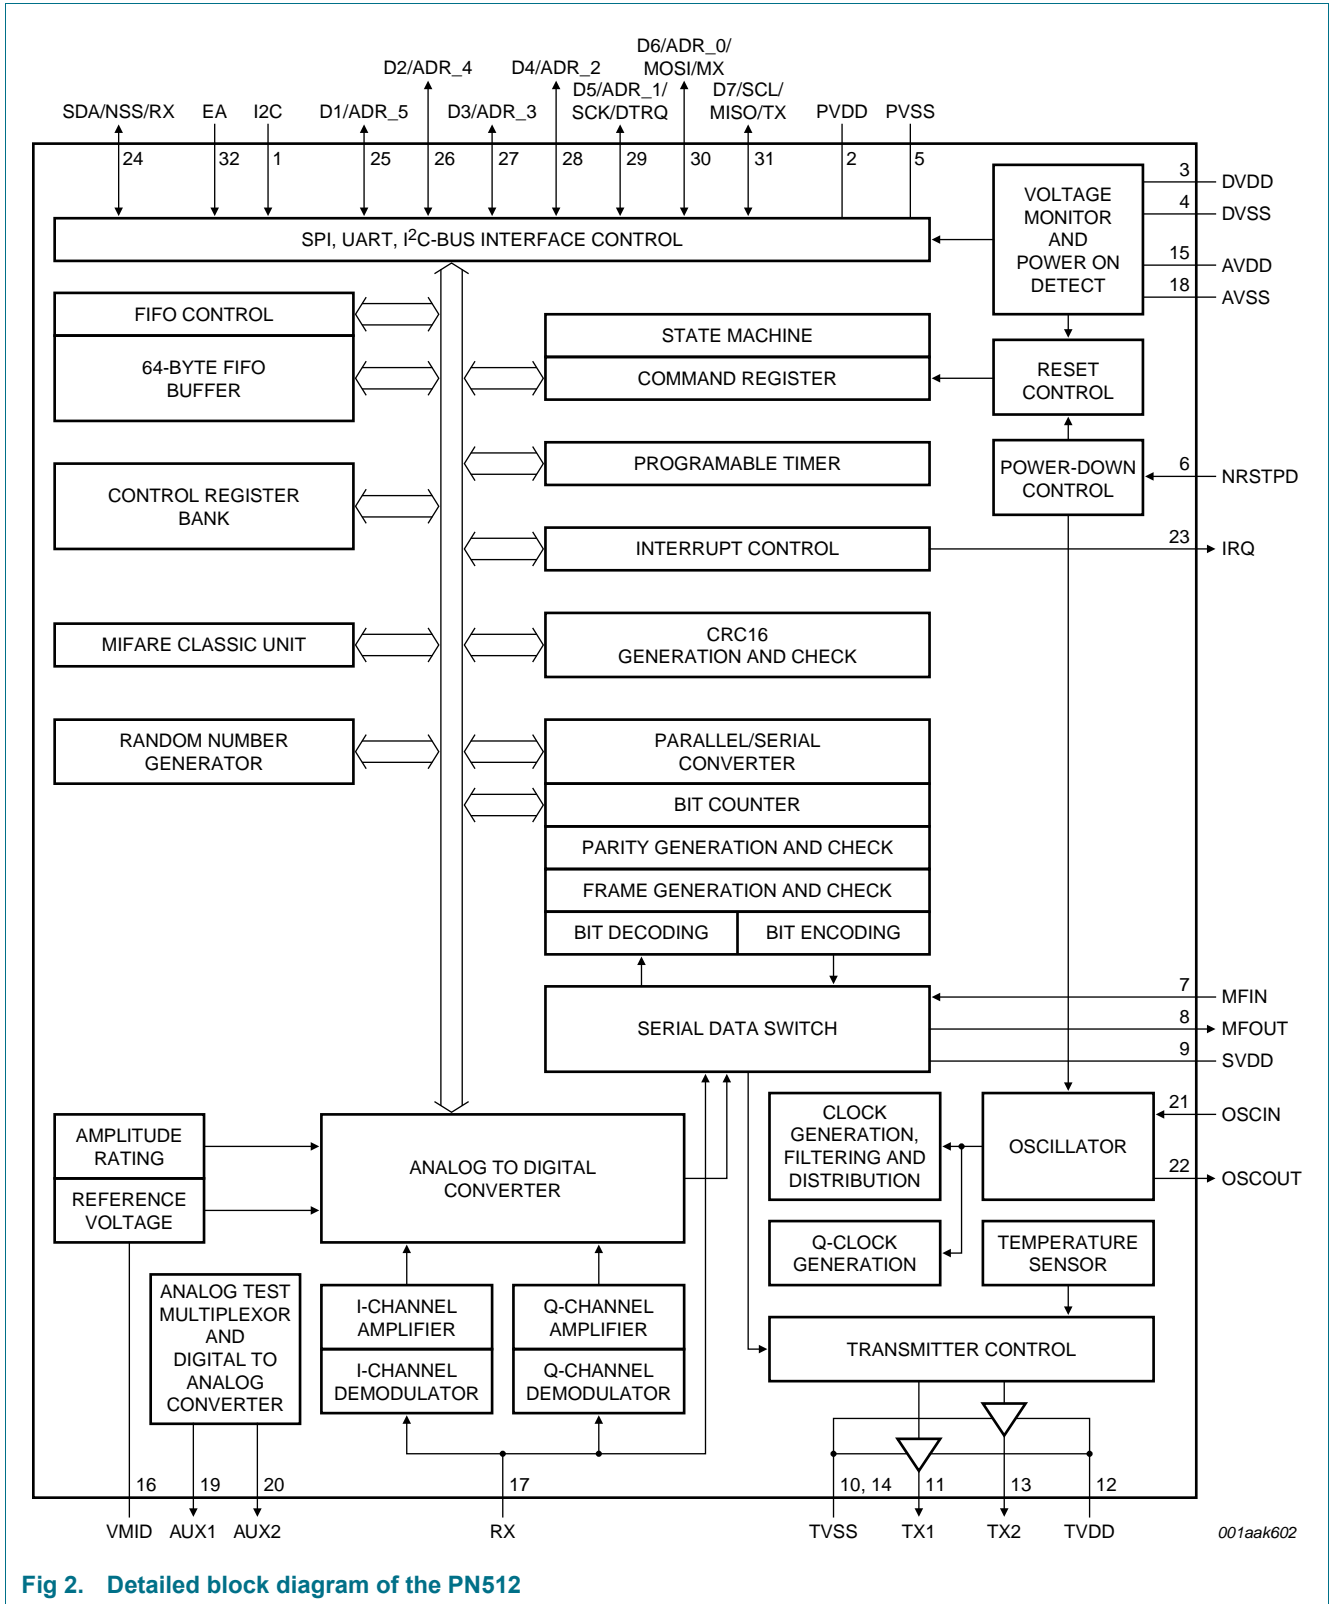 D6/ADR_0/
MOSI/MX
D2/ADR_4
D4/ADR_2
D5/ADR_1/
SCK/DTRQ
D7/SCL/
MISO/TX
SDA/NSS/RX
EA
I2C
D1/ADR_5
D3/ADR_3
PVDD
PVSS
24
32
1
25
26
27
28
29
30
31
2
5
SPI, UART, I2C-BUS INTERFACE CONTROL
VOLTAGE
MONITOR
AND
POWER ON
DETECT
3
DVDD
4
DVSS
15
AVDD
18
AVSS
FIFO CONTROL
64-BYTE FIFO
BUFFER
STATE MACHINE
COMMAND REGISTER
RESET
CONTROL
CONTROL REGISTER
BANK
PROGRAMABLE TIMER
POWER-DOWN
CONTROL
6
NRSTPD
INTERRUPT CONTROL
23
IRQ
MIFARE CLASSIC UNIT
CRC16
GENERATION AND CHECK
RANDOM NUMBER
GENERATOR
PARALLEL/SERIAL
CONVERTER
BIT COUNTER
PARITY GENERATION AND CHECK
FRAME GENERATION AND CHECK
BIT DECODING
BIT ENCODING
SERIAL DATA SWITCH
7
MFIN
8
MFOUT
9
SVDD
AMPLITUDE
RATING
REFERENCE
VOLTAGE
ANALOG TO DIGITAL
CONVERTER
CLOCK
GENERATION,
FILTERING AND
DISTRIBUTION
OSCILLATOR
21
OSCIN
22
OSCOUT
Q-CLOCK
GENERATION
TEMPERATURE
SENSOR
ANALOG TEST
MULTIPLEXOR
AND
DIGITAL TO
ANALOG
CONVERTER
I-CHANNEL
AMPLIFIER
I-CHANNEL
DEMODULATOR
Q-CHANNEL
AMPLIFIER
Q-CHANNEL
DEMODULATOR
TRANSMITTER CONTROL
16
19
20
17
10, 14
11
13
12
VMID
AUX1
AUX2
RX
TVSS
TX1
TX2
TVDD
001aak602
Fig 2. Detailed block diagram of the PN512